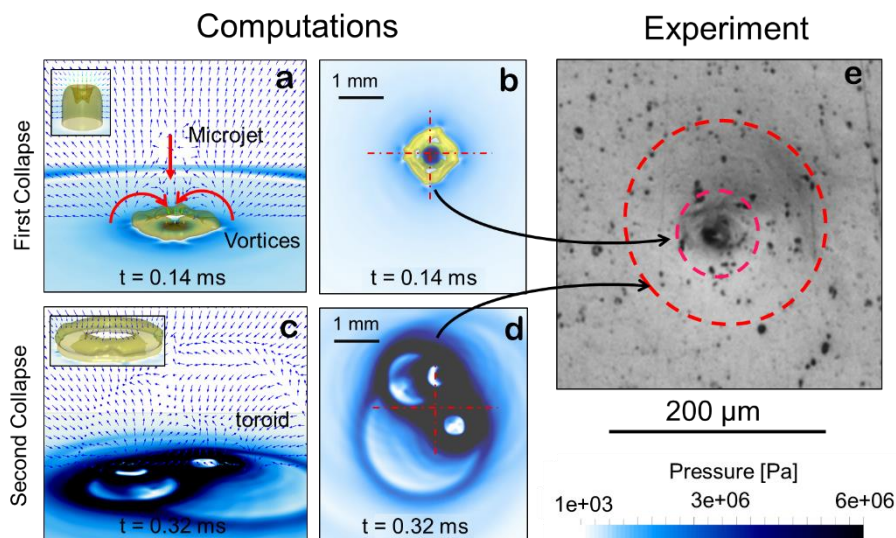 Computations
Experiment
First Collapse
a
Microjet
Vortices
t = 0.14 ms
b
1 mm
t = 0.14 ms
e
Second Collapse
c
toroid
t = 0.32 ms
d
1 mm
t = 0.32 ms
200 μm
Pressure [Pa]
1e+03 3e+06 6e+06